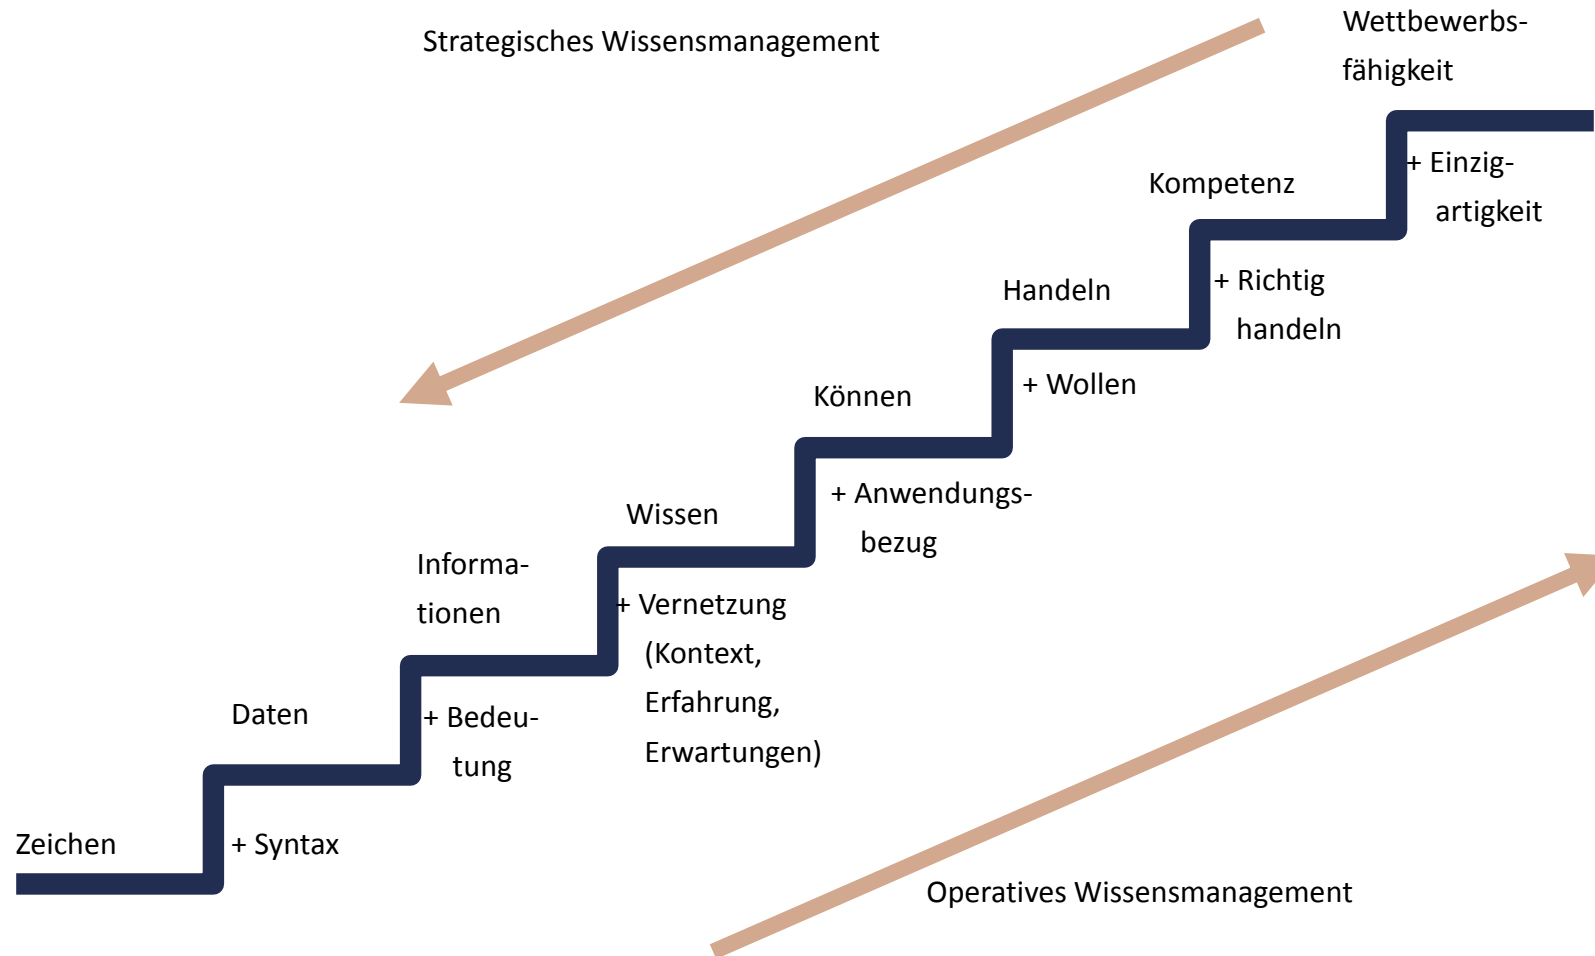 Strategisches Wissensmanagement
Wettbewerbs-
fähigkeit
+ Einzig-
artigkeit
Kompetenz
+ Richtig
handeln
Handeln
+ Wollen
Können
+ Anwendungs-
bezug
Wissen
+ Vernetzung
(Kontext,
Erfahrung,
Erwartungen)
Informa-
tionen
+ Bedeu-
tung
Daten
+ Syntax
Zeichen
Operatives Wissensmanagement